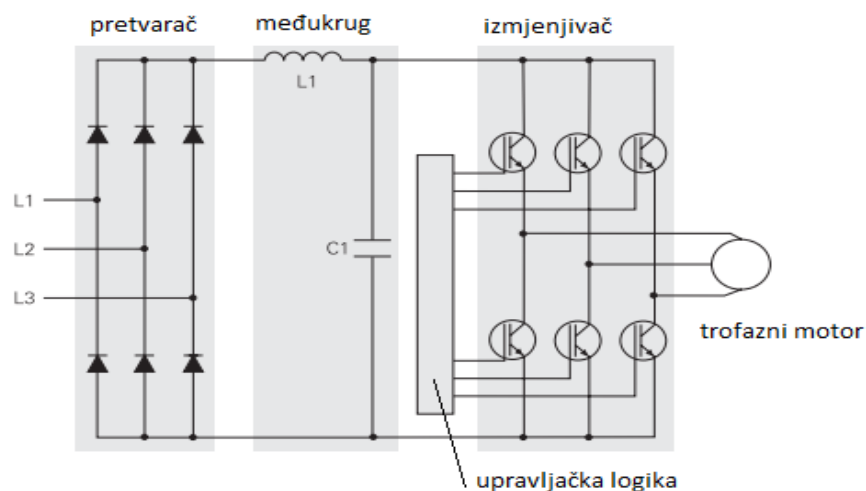 pretvarač
međukrug
izmjenjivač
L1
L1
L2
C1
L3
trofazni motor
upravljačka logika